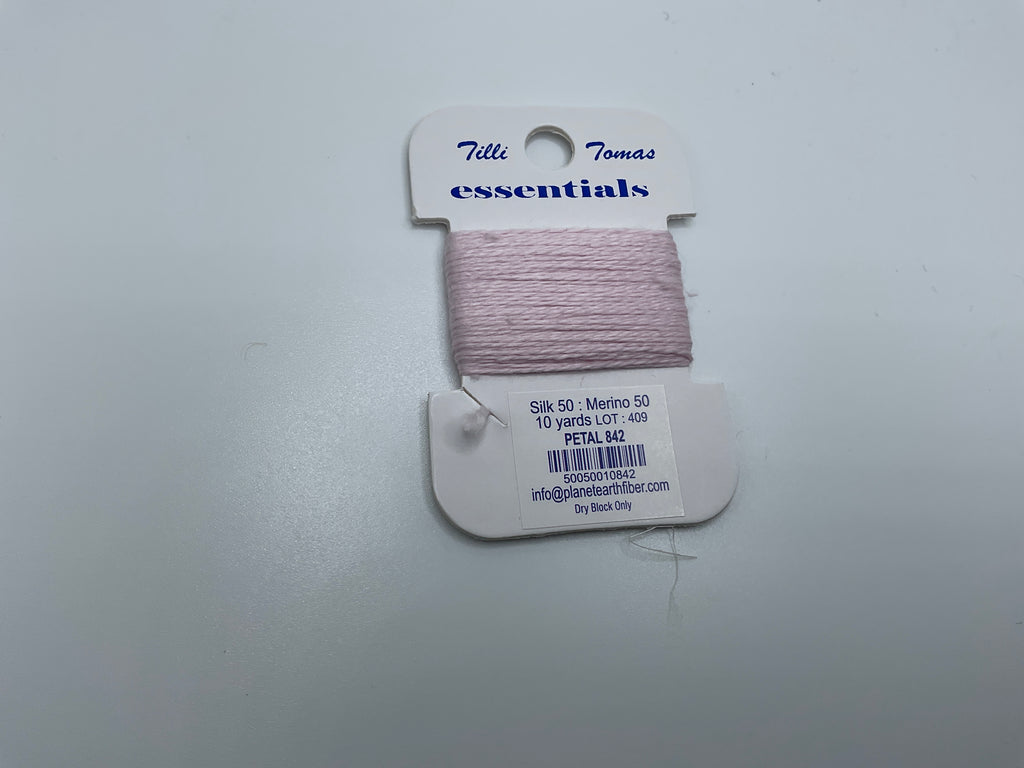 Tilli Tomas
essentials
Silk 50 : Merino 50
10 yards LOT : 409
PETAL 842
50050010842
info@planetearthfiber.com
Dry Block Only